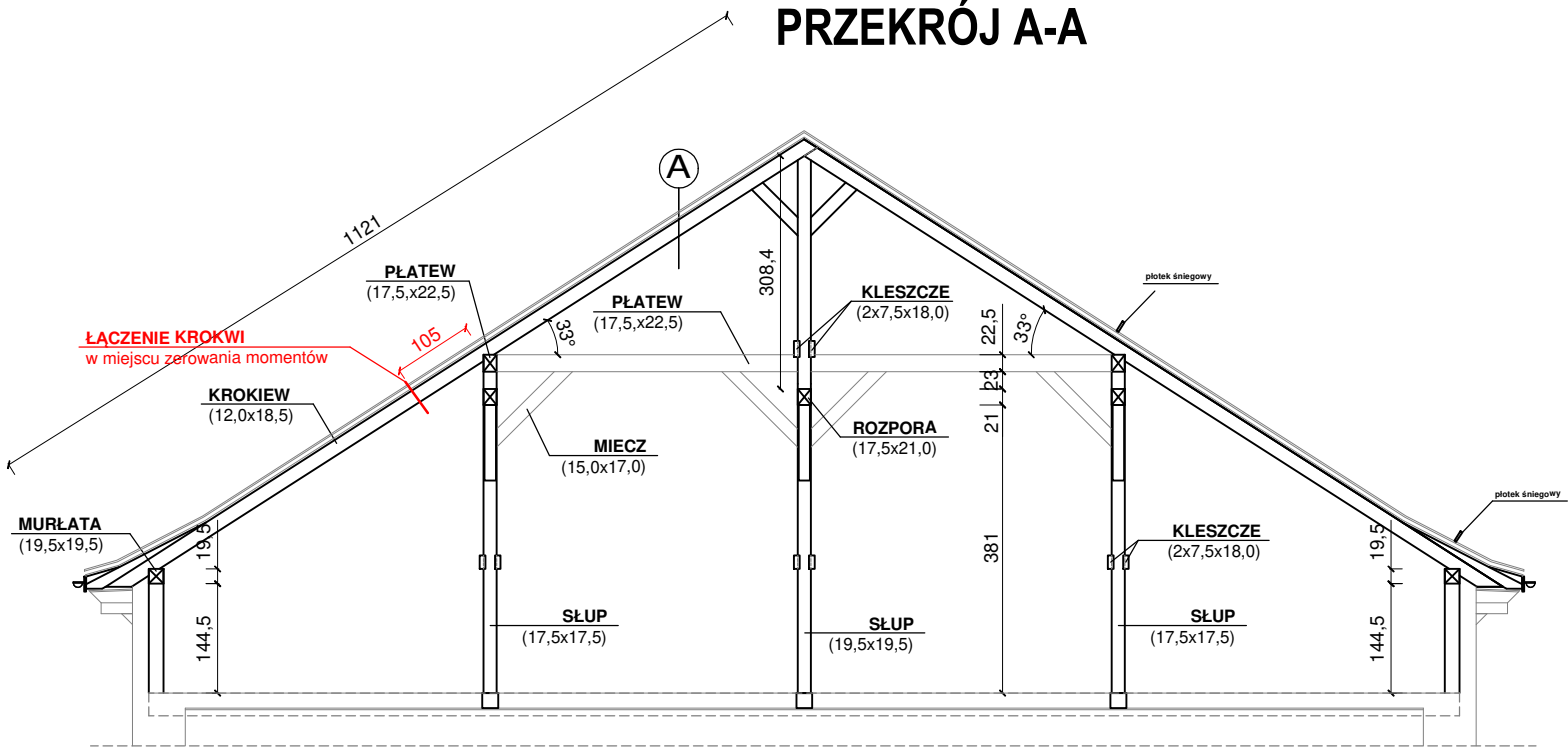 PRZEKRÓJ A-A
A
1121
PŁATEW
(17,5,x22,5)
PŁATEW
(17,5,x22,5)
308,4
KLESZCZE
(2x7,5x18,0)
płotek śniegowy
33°
33°
22,5
23
21
ŁĄCZENIE KROKWI
w miejscu zerowania momentów
105
KROKIEW
(12,0x18,5)
MIECZ
(15,0x17,0)
ROZPORA
(17,5x21,0)
płotek śniegowy
MURŁATA
(19,5x19,5)
19,5
KLESZCZE
(2x7,5x18,0)
19,5
381
144,5
SŁUP
(17,5x17,5)
SŁUP
(19,5x19,5)
SŁUP
(17,5x17,5)
144,5